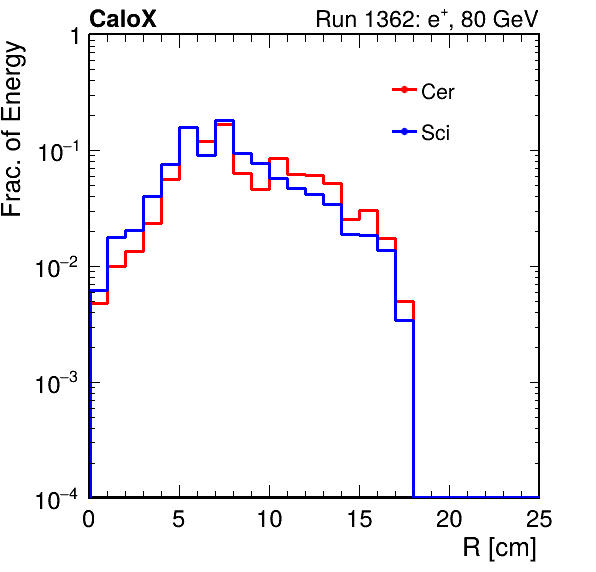 CaloX Run 1362: e⁺, 80 GeV
Frac. of Energy
1
10⁻¹
10⁻²
10⁻³
10⁻⁴
Cer
Sci
0 5 10 15 20 25
R [cm]